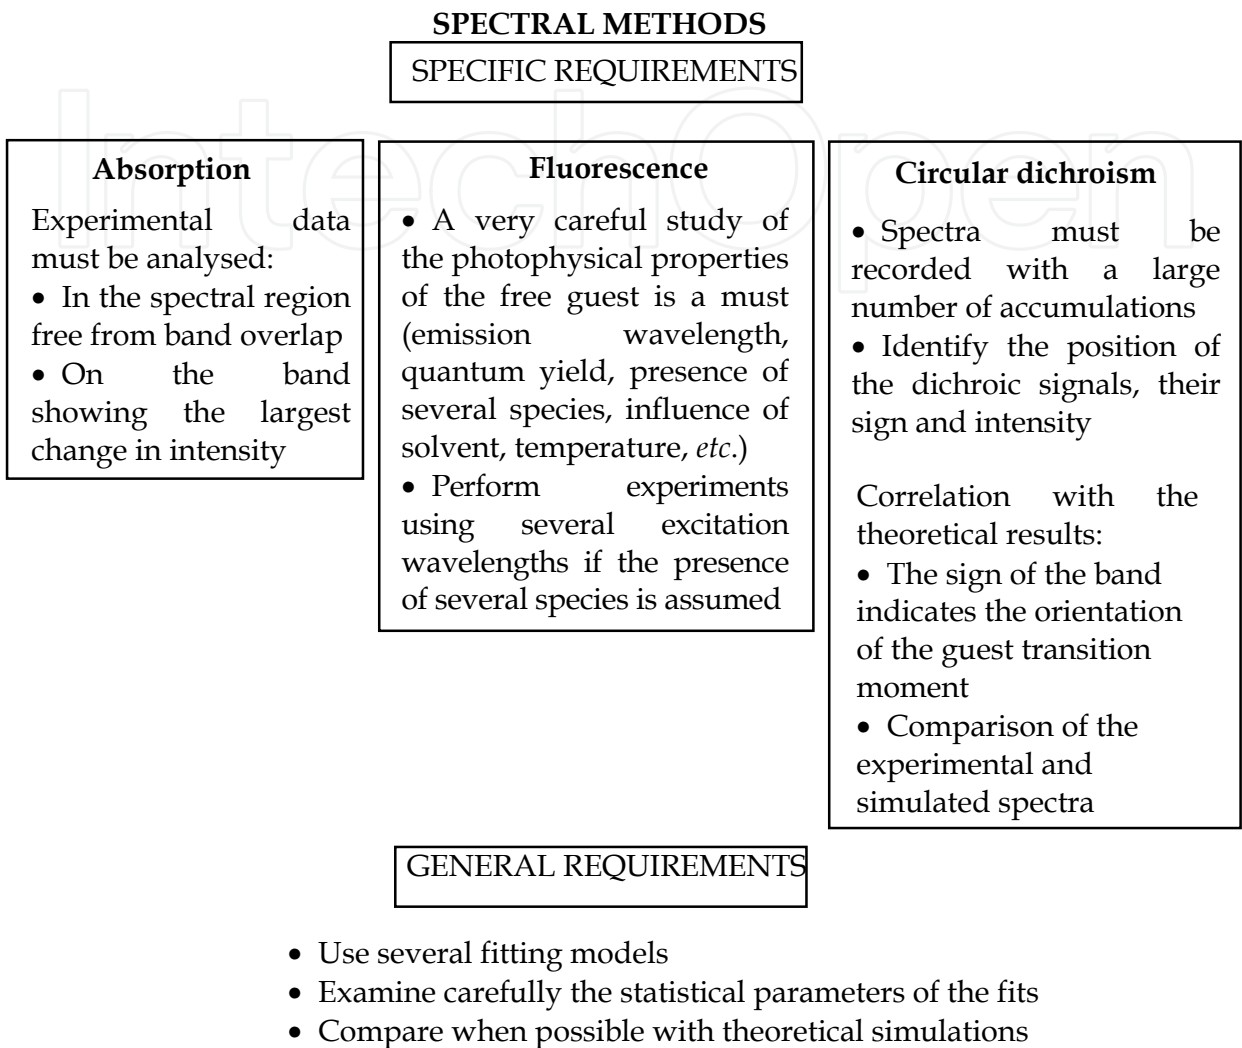 SPECTRAL METHODS
SPECIFIC REQUIREMENTS
IntechOpen
Absorption
Experimental data
must be analysed:
• In the spectral region
free from band overlap
• On the band
showing the largest
change in intensity
Fluorescence
• A very careful study of
the photophysical properties
of the free guest is a must
(emission wavelength,
quantum yield, presence of
several species, influence of
solvent, temperature, etc.)
• Perform experiments
using several excitation
wavelengths if the presence
of several species is assumed
Circular dichroism
• Spectra must be
recorded with a large
number of accumulations
• Identify the position of
the dichroic signals, their
sign and intensity
Correlation with the
theoretical results:
• The sign of the band
indicates the orientation
of the guest transition
moment
• Comparison of the
experimental and
simulated spectra
GENERAL REQUIREMENTS
• Use several fitting models
• Examine carefully the statistical parameters of the fits
• Compare when possible with theoretical simulations